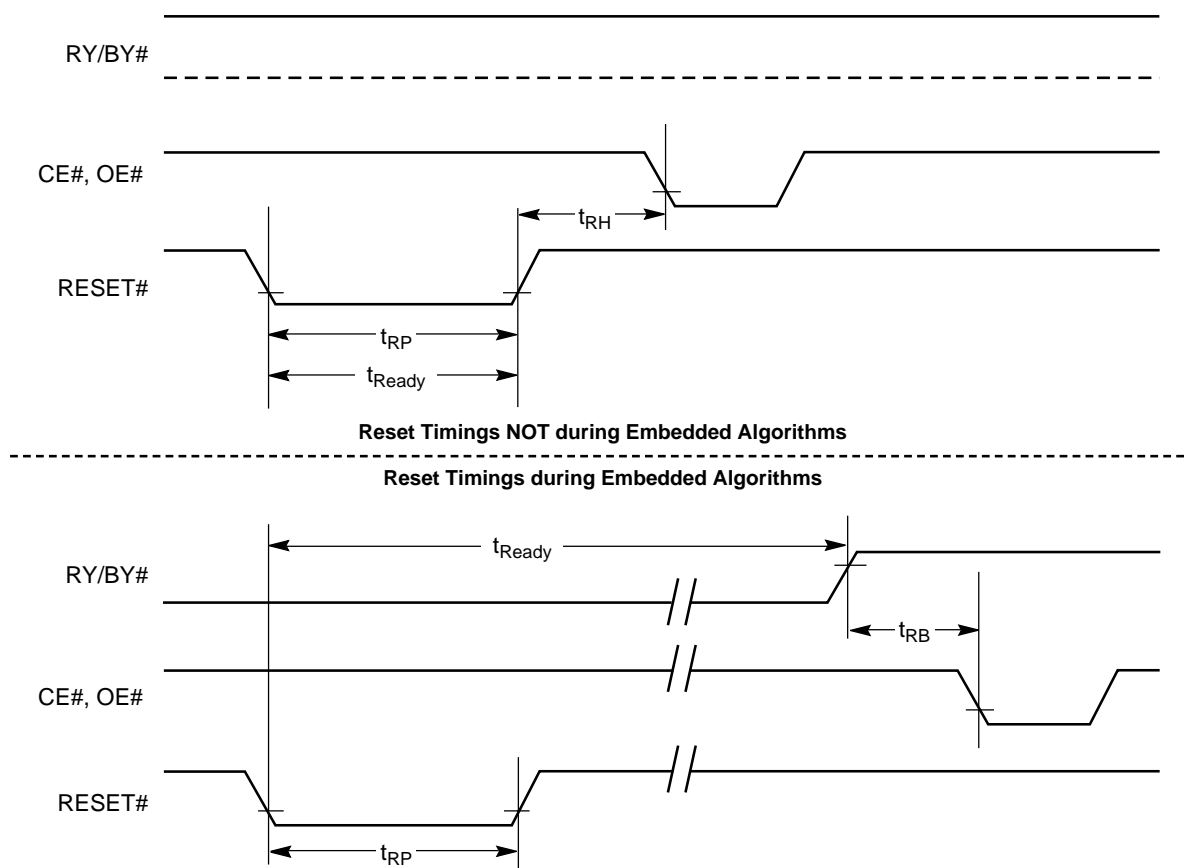 RY/BY#
CE#, OE#
tRH
RESET#
tRP
tReady
Reset Timings NOT during Embedded Algorithms
Reset Timings during Embedded Algorithms
tReady
RY/BY#
tRB
CE#, OE#
RESET#
tRP